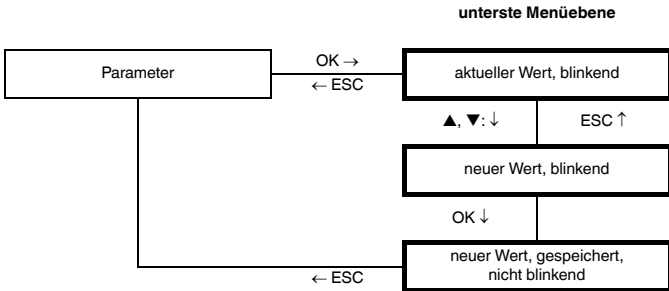 unterste Menüebene
OK →
Parameter
aktueller Wert, blinkend
← ESC
▲, ▼: ↓
ESC ↑
neuer Wert, blinkend
OK ↓
neuer Wert, gespeichert,
nicht blinkend
← ESC